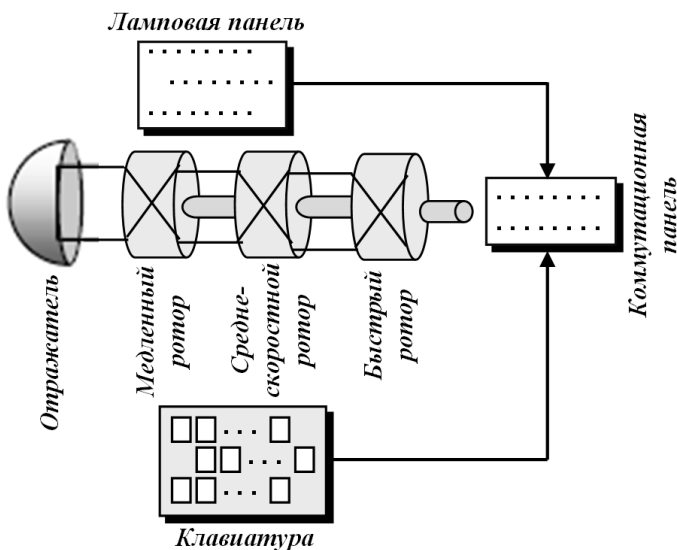 Ламповая панель
Отражатель
Медленный
ротор
Средне-
скоростной
ротор
Быстрый
ротор
Коммутационная
панель
Клавиатура